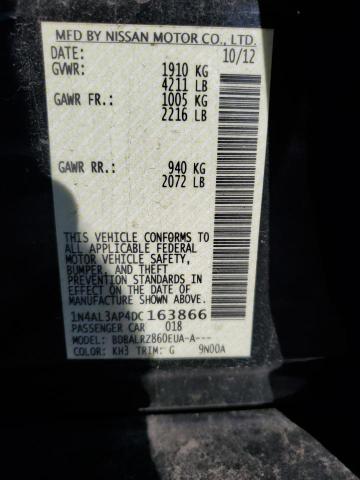 MFD BY NISSAN MOTOR CO., LTD.
DATE: 10/12
GVWR: 1910 KG
4211 LB
GAWR FR.: 1005 KG
2216 LB
GAWR RR.: 940 KG
2072 LB
THIS VEHICLE CONFORMS TO
ALL APPLICABLE FEDERAL
MOTOR VEHICLE SAFETY,
BUMPER, AND THEFT
PREVENTION STANDARDS IN
EFFECT ON THE DATE OF
MANUFACTURE SHOWN ABOVE.
1N4AL3AP4DC 163866
PASSENGER CAR 018
MODEL: BDBALRZ860EUA-A---
COLOR: KH3 TRIM: G 9N00A